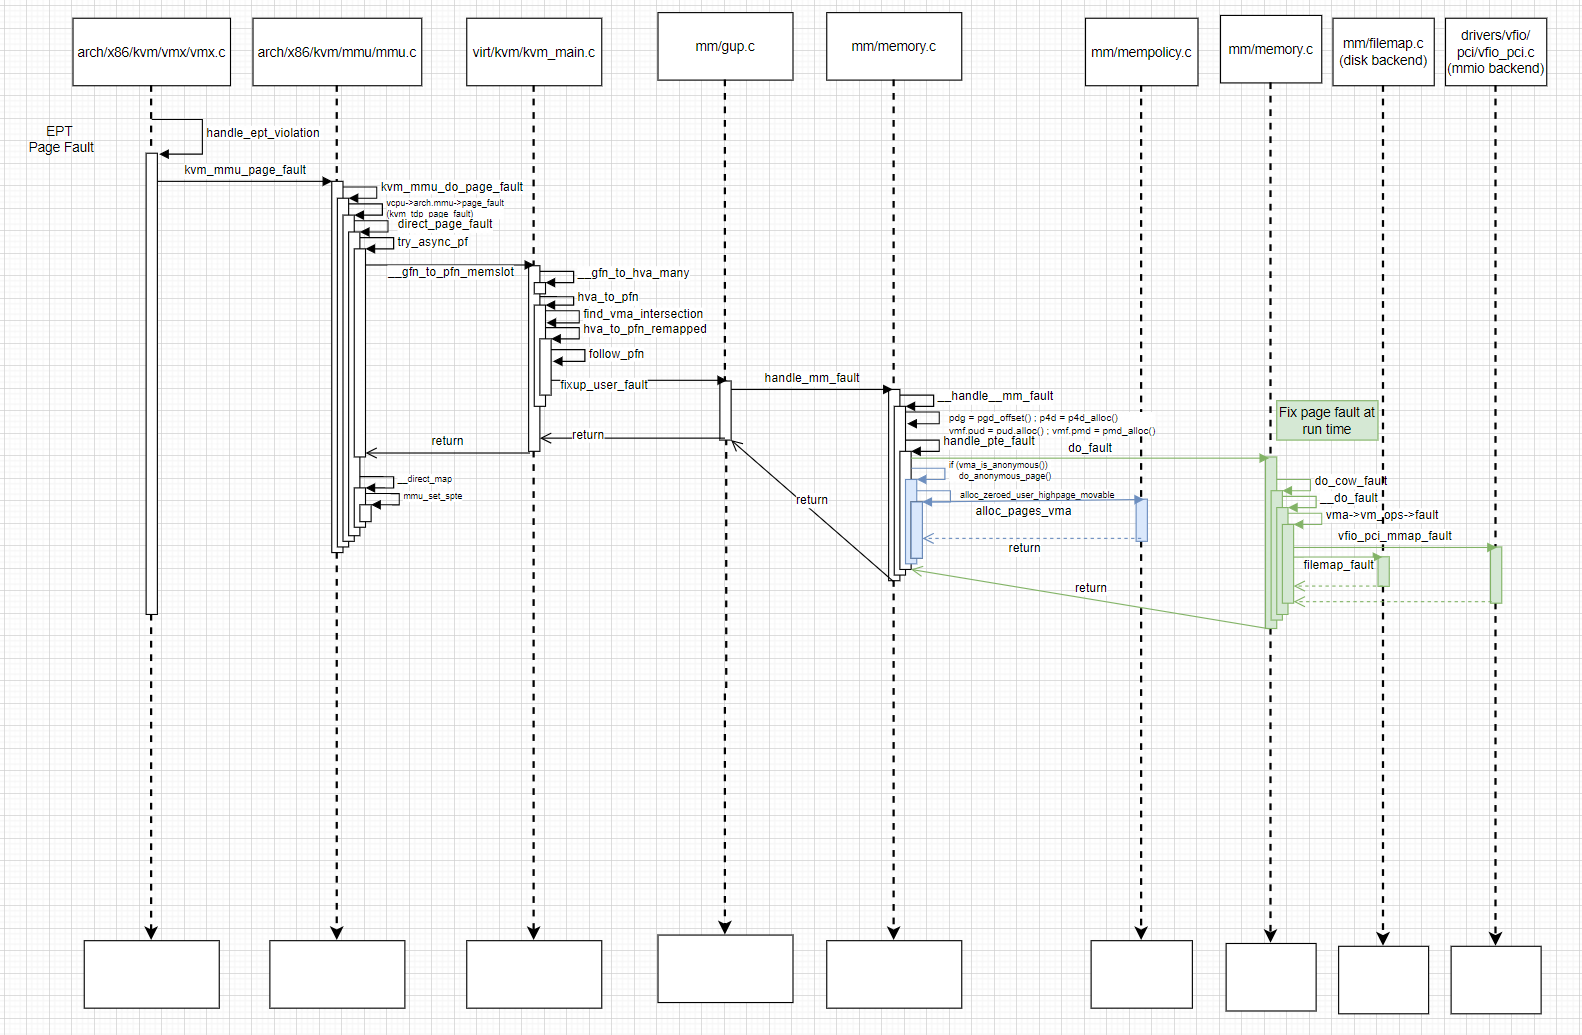 arch/x86/kvm/vmx/vmx.c
arch/x86/kvm/mmu/mmu.c
virt/kvm/kvm_main.c
mm/gup.c
mm/memory.c
mm/mempolicy.c
mm/memory.c
mm/filemap.c
(disk backend)
drivers/vfio/
pci/vfio_pci.c
(mmio backend)
EPT
Page Fault
handle_ept_violation
kvm_mmu_page_fault
kvm_mmu_do_page_fault
vcpu->arch.mmu->page_fault
(kvm_tdp_page_fault)
direct_page_fault
try_async_pf
__gfn_to_pfn_memslot
__gfn_to_hva_many
hva_to_pfn
find_vma_intersection
hva_to_pfn_remapped
follow_pfn
fixup_user_fault
handle_mm_fault
__handle__mm_fault
pdg = pgd_offset() ; p4d = p4d_alloc()
vmf.pud = pud.alloc() ; vmf.pmd = pmd_alloc()
handle_pte_fault
do_fault
Fix page fault at
run time
return
return
__direct_map
mmu_set_spte
if (vma_is_anonymous())
do_anonymous_page()
alloc_zeroed_user_highpage_movable
alloc_pages_vma
return
return
do_cow_fault
__do_fault
vma->vm_ops->fault
vfio_pci_mmap_fault
filemap_fault
return